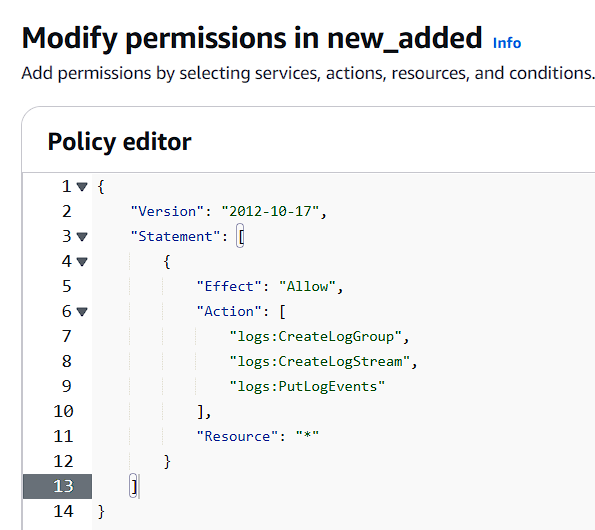 Modify permissions in new_added Info
Add permissions by selecting services, actions, resources, and conditions.
Policy editor
1 {
2 "Version": "2012-10-17",
3 "Statement": [
4 {
5 "Effect": "Allow",
6 "Action": [
7 "logs:CreateLogGroup",
8 "logs:CreateLogStream",
9 "logs:PutLogEvents"
10 ],
11 "Resource": "*"
12 }
13 ]
14 }